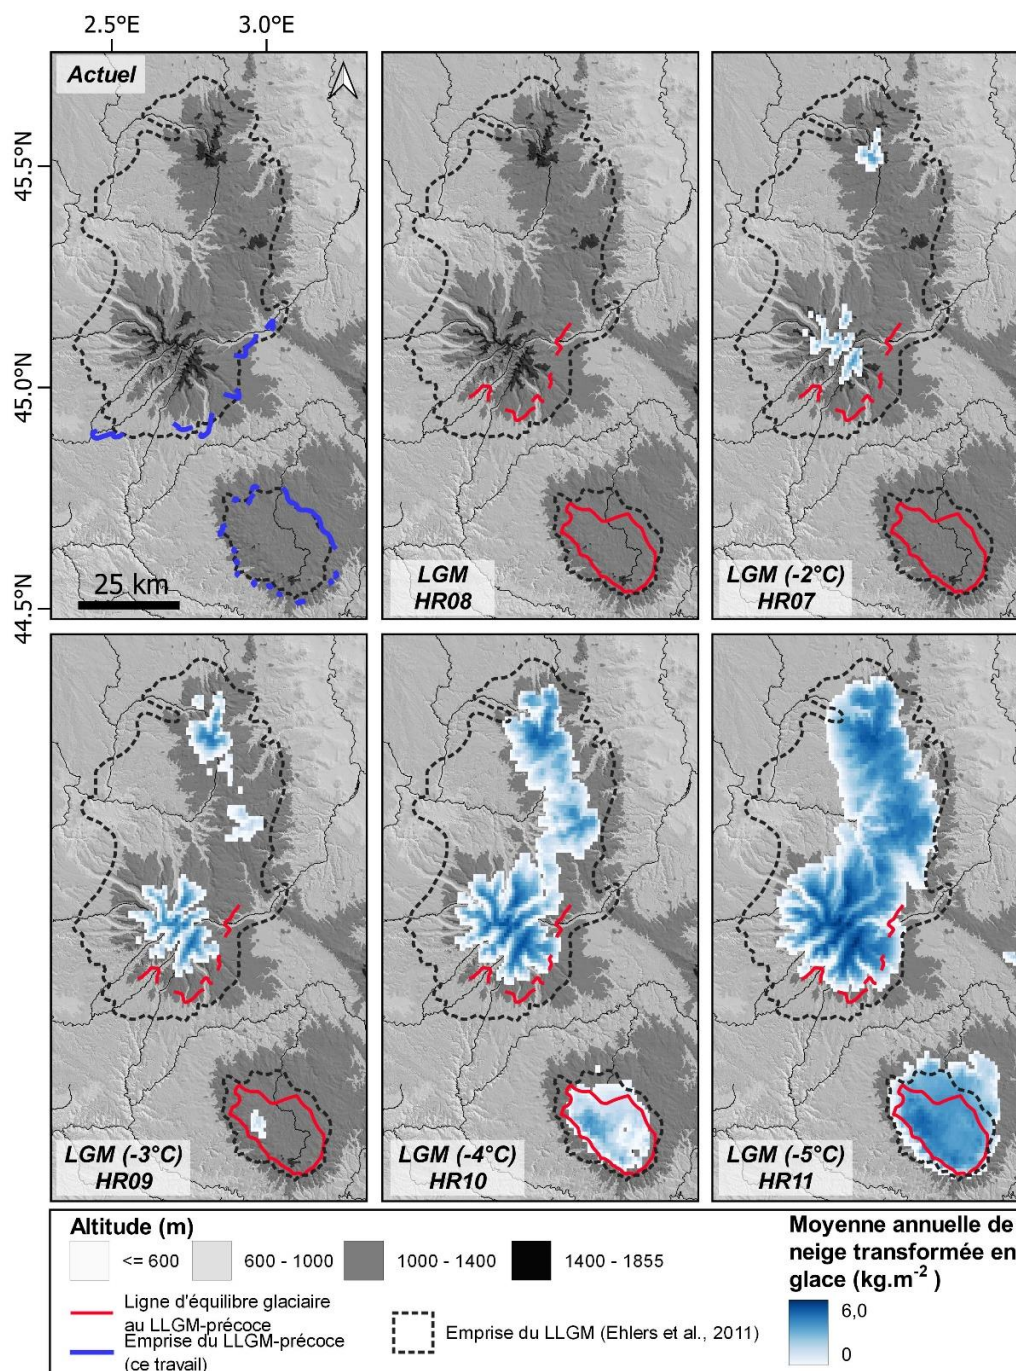 2.5°E 3.0°E
Actuel
45.5°N
45.0°N
44.5°N
25 km
LGM
HR08
LGM (-2°C)
HR07
LGM (-3°C)
HR09
LGM (-4°C)
HR10
LGM (-5°C)
HR11
Altitude (m)
<= 600 600 - 1000 1000 - 1400 1400 - 1855
Ligne d'équilibre glaciaire
au LLGM-précoce
Emprise du LLGM-précoce
(ce travail)
Emprise du LLGM (Ehlers et al., 2011)
Moyenne annuelle de
neige transformée en
glace (kg.m⁻² )
6,0
0